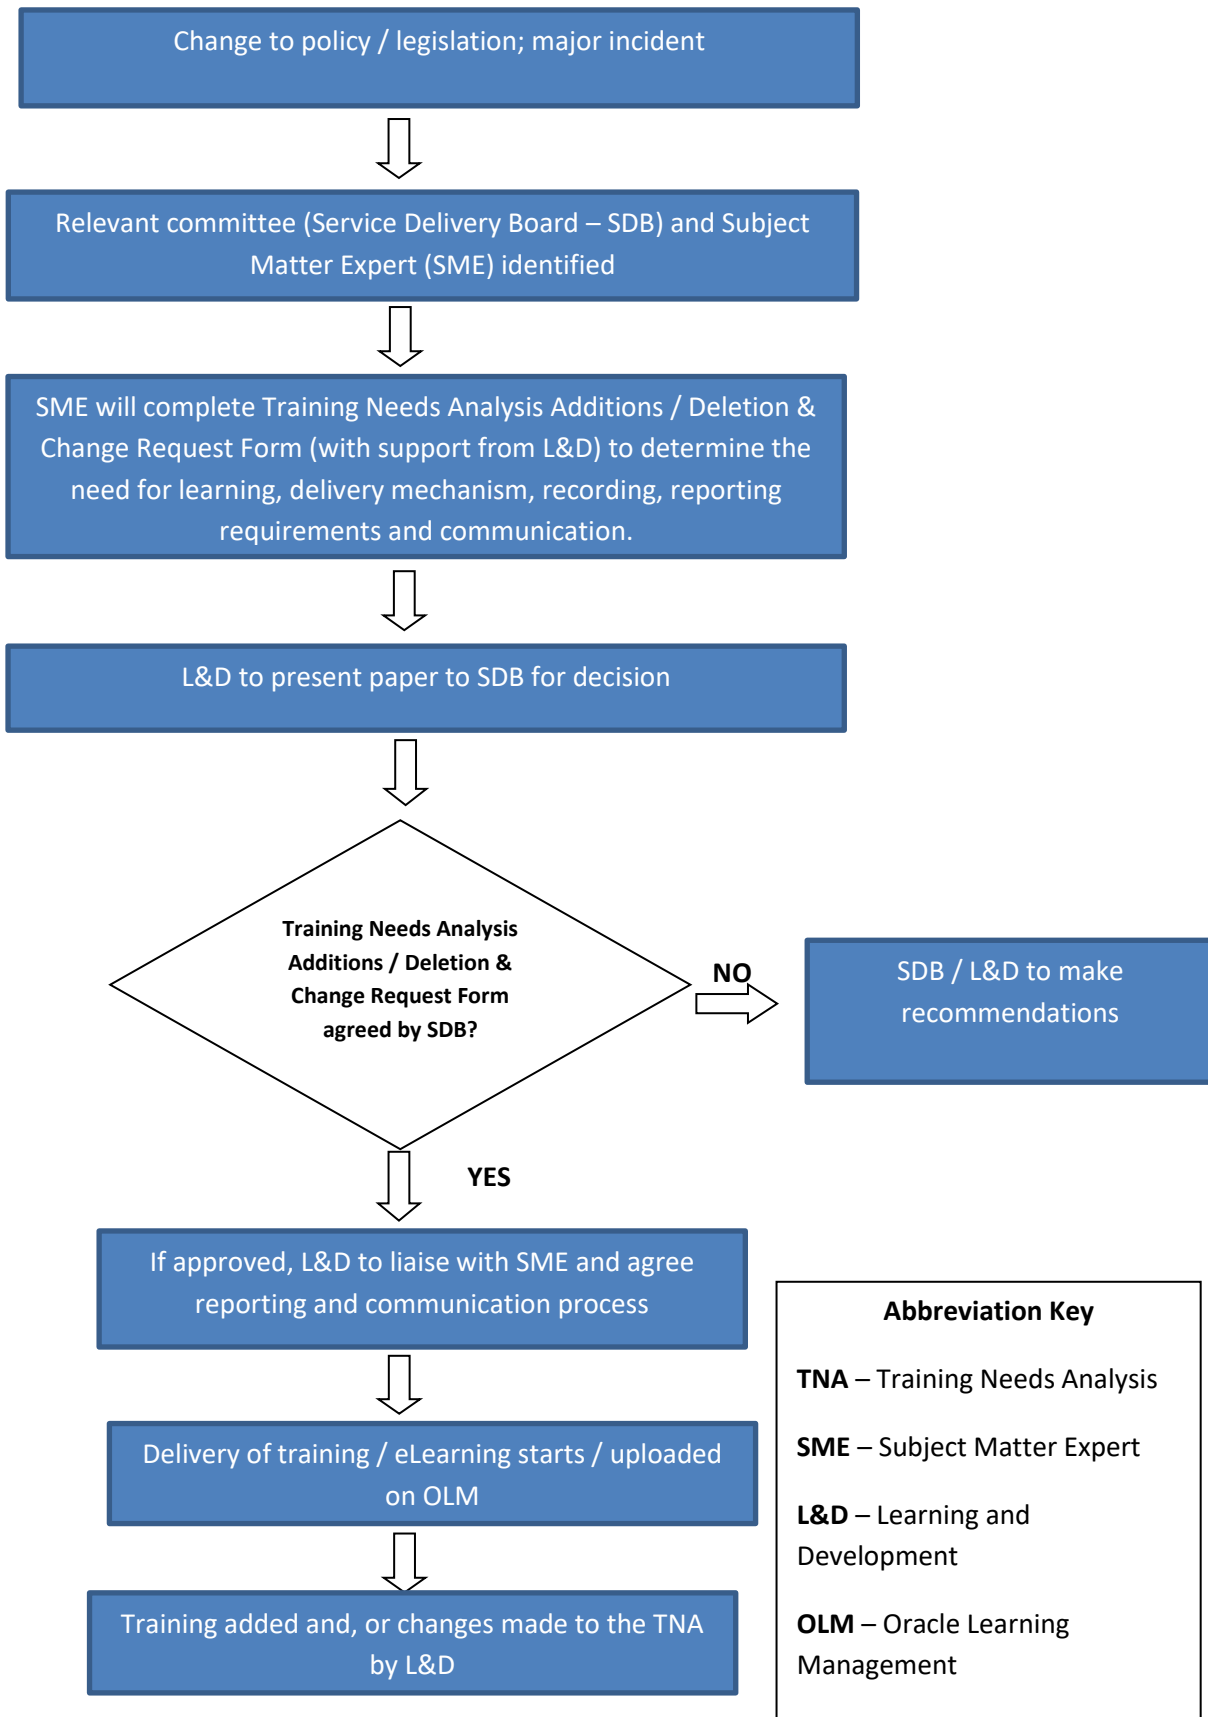 Change to policy / legislation; major incident
Relevant committee (Service Delivery Board – SDB) and Subject
Matter Expert (SME) identified
SME will complete Training Needs Analysis Additions / Deletion &
Change Request Form (with support from L&D) to determine the
need for learning, delivery mechanism, recording, reporting
requirements and communication.
L&D to present paper to SDB for decision
Training Needs Analysis
Additions / Deletion &
Change Request Form
agreed by SDB?
NO
SDB / L&D to make
recommendations
YES
If approved, L&D to liaise with SME and agree
reporting and communication process
Delivery of training / eLearning starts / uploaded
on OLM
Training added and, or changes made to the TNA
by L&D
Abbreviation Key
TNA – Training Needs Analysis
SME – Subject Matter Expert
L&D – Learning and
Development
OLM – Oracle Learning
Management